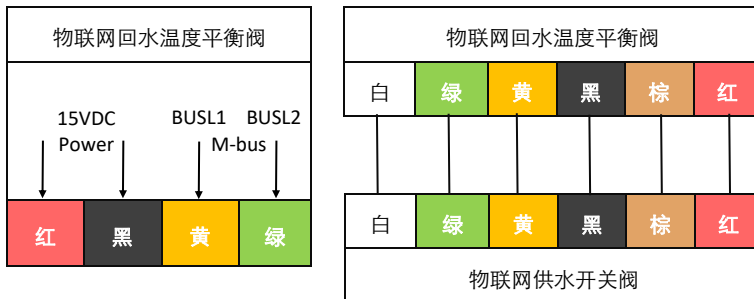 物联网回水温度平衡阀
15VDC
Power
BUSL1 BUSL2
M-bus
红 黑 黄 绿
物联网回水温度平衡阀
白 绿 黄 黑 棕 红
白 绿 黄 黑 棕 红
物联网供水开关阀